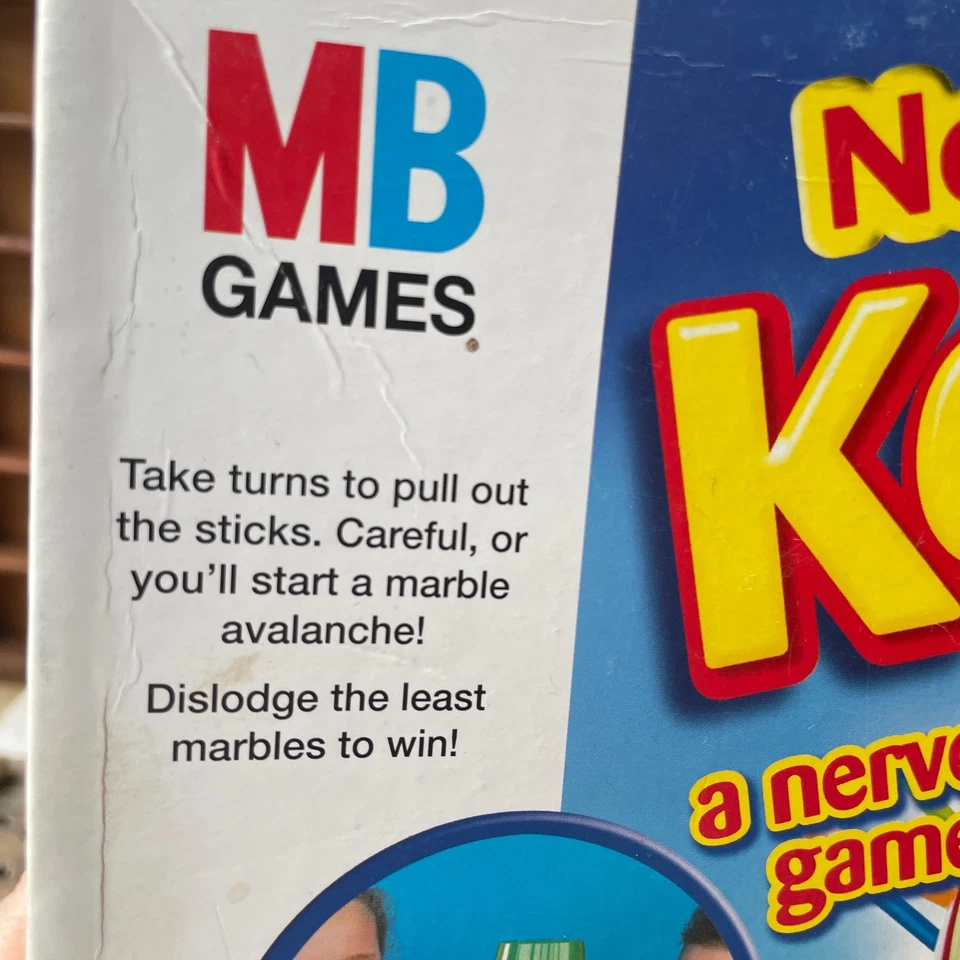 MB
GAMES
Take turns to pull out
the sticks. Careful, or
you'll start a marble
avalanche!
Dislodge the least
marbles to win!
a